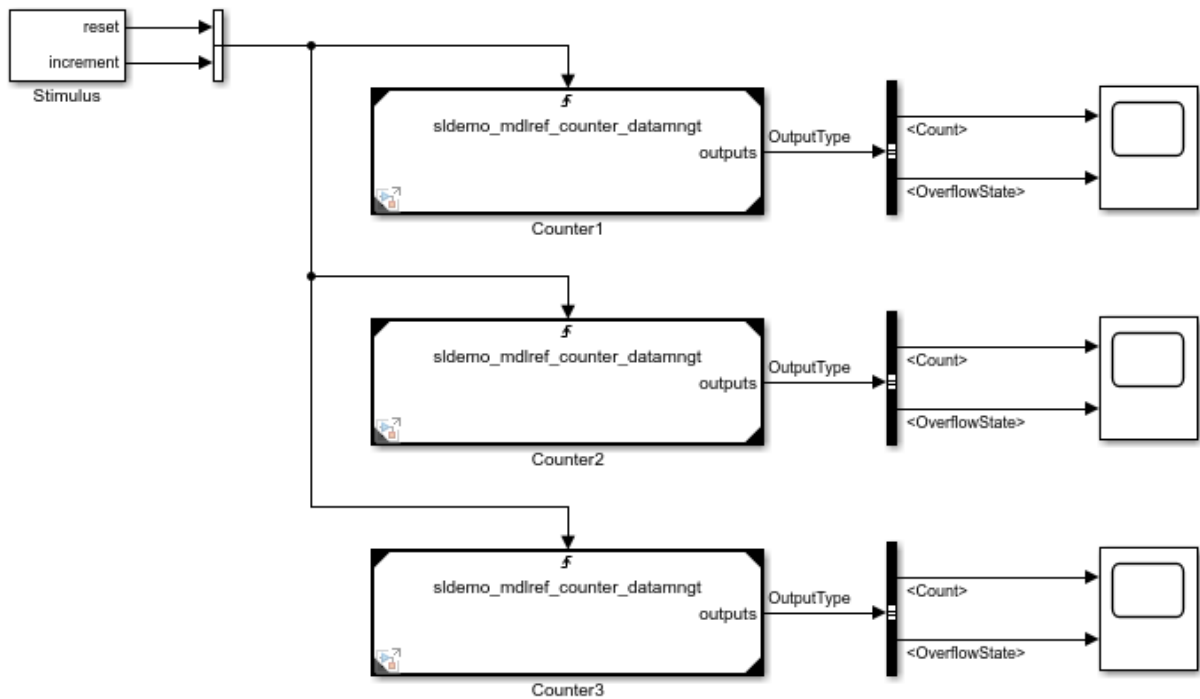 reset
increment
Stimulus
sldemo_mdlref_counter_datamngt
outputs
OutputType
<Count>
<OverflowState>
Counter1
sldemo_mdlref_counter_datamngt
outputs
OutputType
<Count>
<OverflowState>
Counter2
sldemo_mdlref_counter_datamngt
outputs
OutputType
<Count>
<OverflowState>
Counter3